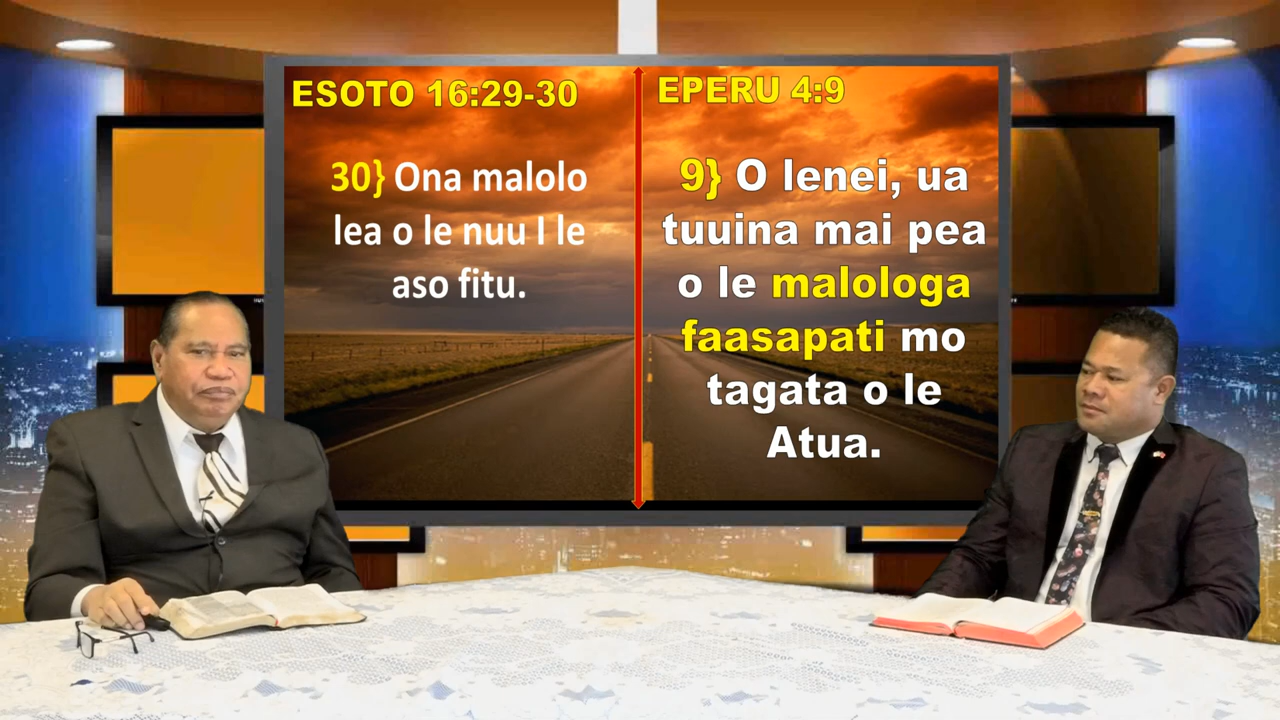 ESOTO 16:29-30
30} Ona malolo
lea o le nuu I le
aso fitu.
EPERU 4:9
9} O lenei, ua
tuuina mai pea
o le malologa
faasapati mo
tagata o le
Atua.